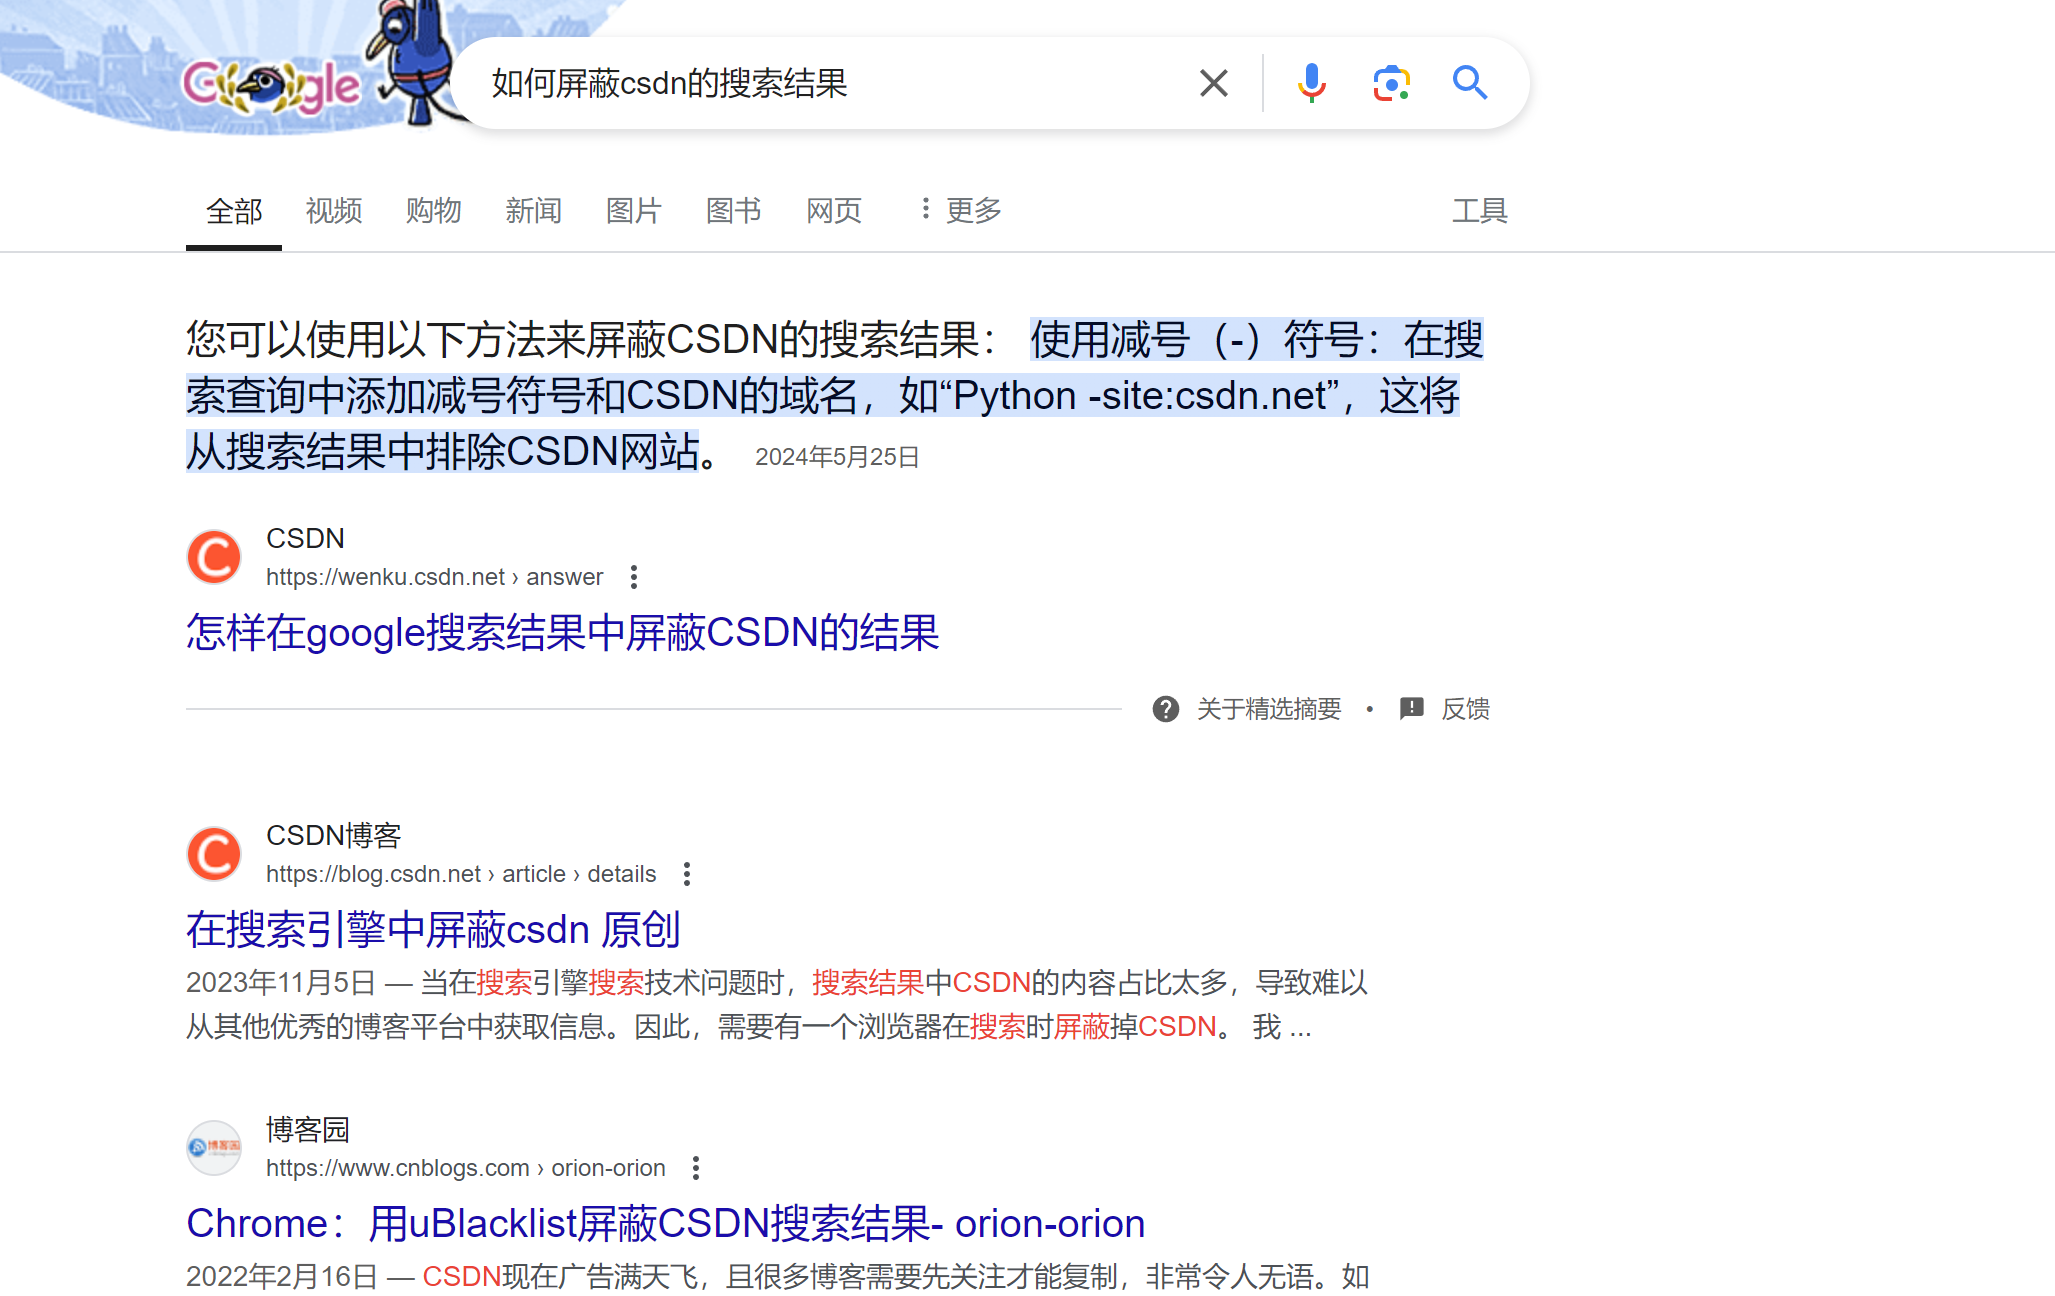 Google
如何屏蔽csdn的搜索结果
全部 视频 购物 新闻 图片 图书 网页 更多 工具
您可以使用以下方法来屏蔽CSDN的搜索结果： 使用减号（-）符号：在搜
索查询中添加减号符号和CSDN的域名，如“Python -site:csdn.net”，这将
从搜索结果中排除CSDN网站。 2024年5月25日
CSDN
https://wenku.csdn.net › answer
怎样在google搜索结果中屏蔽CSDN的结果
关于精选摘要 • 反馈
CSDN博客
https://blog.csdn.net › article › details
在搜索引擎中屏蔽csdn 原创
2023年11月5日 — 当在搜索引擎搜索技术问题时，搜索结果中CSDN的内容占比太多，导致难以
从其他优秀的博客平台中获取信息。因此，需要有一个浏览器在搜索时屏蔽掉CSDN。 我 ...
博客园
博客园
https://www.cnblogs.com › orion-orion
Chrome：用uBlacklist屏蔽CSDN搜索结果- orion-orion
2022年2月16日 — CSDN现在广告满天飞，且很多博客需要先关注才能复制，非常令人无语。如